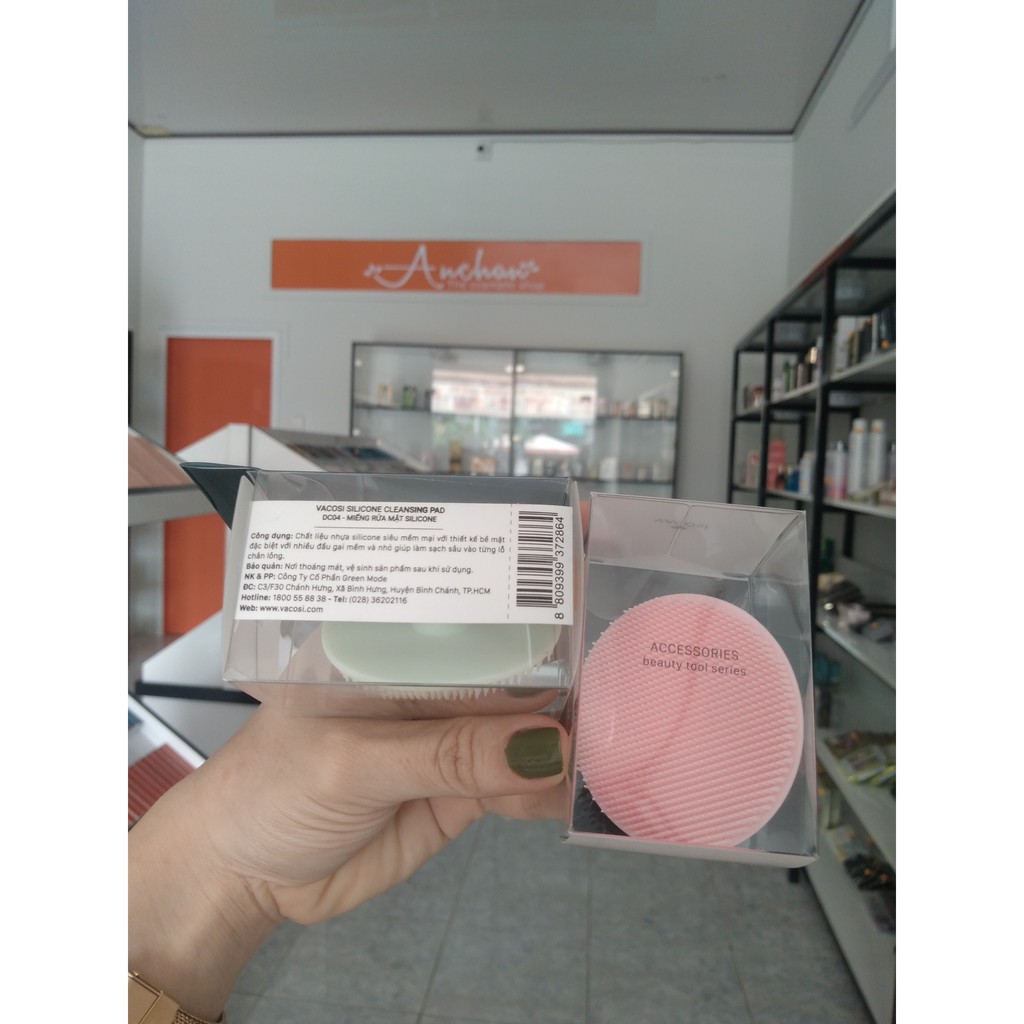 Anchan
The cosmetic shop
VACOSI SILICONE CLEANSING PAD
DC04 - MIẾNG RỬA MẶT SILICONE
Công dụng: Chất liệu nhựa silicone siêu mềm mại với thiết kế bề mặt
đặc biệt với nhiều đầu gai mềm và nhỏ giúp làm sạch sâu vào từng lỗ
chân lông.
Bảo quản: Nơi thoáng mát, vệ sinh sản phẩm sau khi sử dụng.
NK & PP: Công Ty Cổ Phần Green Mode
ĐC: C3/F30 Chánh Hưng, Xã Bình Hưng, Huyện Bình Chánh, TP.HCM
Hotline: 1800 55 88 38 - Tel: (028) 36202116
Web: www.vacosi.com
8 809399 372864
ACCESSORIES
beauty tool series